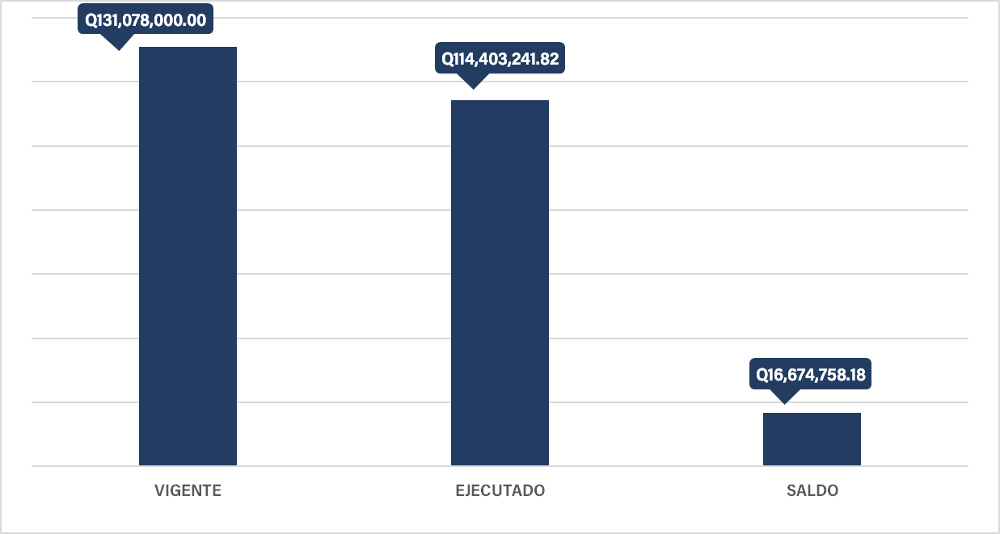 Q131,078,000.00
Q114,403,241.82
Q16,674,758.18
VIGENTE
EJECUTADO
SALDO